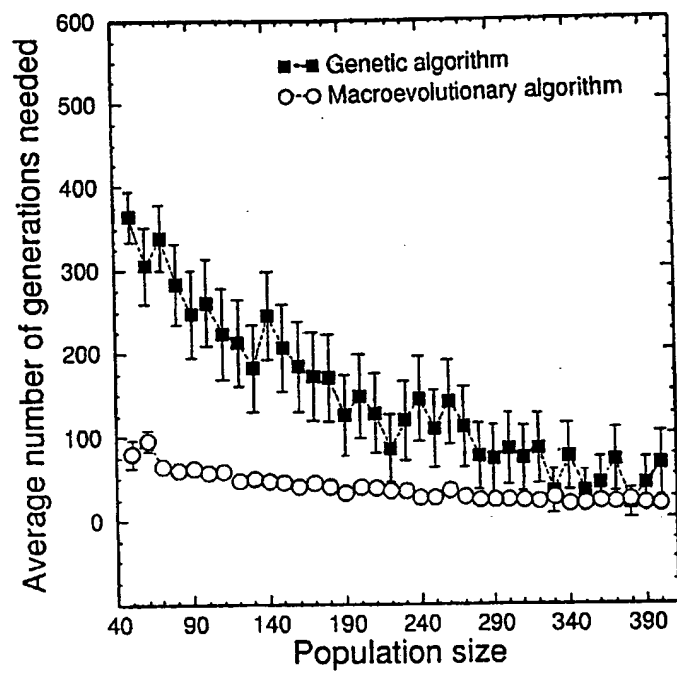 Average number of generations needed
600
500
400
300
200
100
0
Genetic algorithm
Macroevolutionary algorithm
40 90 140 190 240 290 340 390
Population size